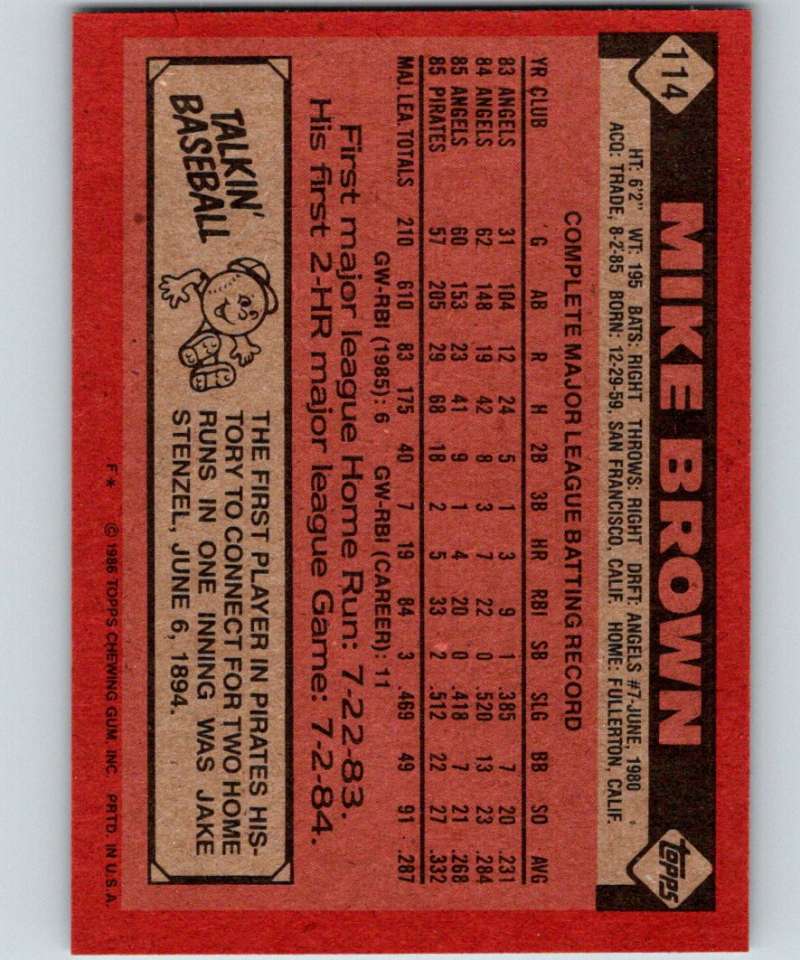 114
MIKE BROWN
topps
HT: 6'2" WT: 195 BATS: RIGHT THROWS: RIGHT DRFT: ANGELS #7-JUNE, 1980
ACQ: TRADE, 8-2-85 BORN: 12-29-59, SAN FRANCISCO, CALIF. HOME: FULLERTON, CALIF.
COMPLETE MAJOR LEAGUE BATTING RECORD
YR CLUB G AB R H 2B 3B HR RBI SB SLG BB SO AVG
83 ANGELS 31 104 12 24 5 1 3 9 1 .385 7 20 .231
84 ANGELS 62 148 19 42 8 3 7 22 0 .520 13 23 .284
85 ANGELS 60 153 23 41 9 1 4 20 0 .418 7 21 .268
85 PIRATES 57 205 29 68 18 2 5 33 2 .512 22 27 .332
MAJ. LEA. TOTALS 210 610 83 175 40 7 19 84 3 .469 49 91 .287
GW-RBI (1985): 6 GW-RBI (CAREER): 11
First major league Home Run: 7-22-83.
His first 2-HR major league Game: 7-2-84.
TALKIN'
BASEBALL
THE FIRST PLAYER IN PIRATES HIS-
TORY TO CONNECT FOR TWO HOME
RUNS IN ONE INNING WAS JAKE
STENZEL, JUNE 6, 1894.
F* © 1986 TOPPS CHEWING GUM, INC. PRTD. IN U.S.A.